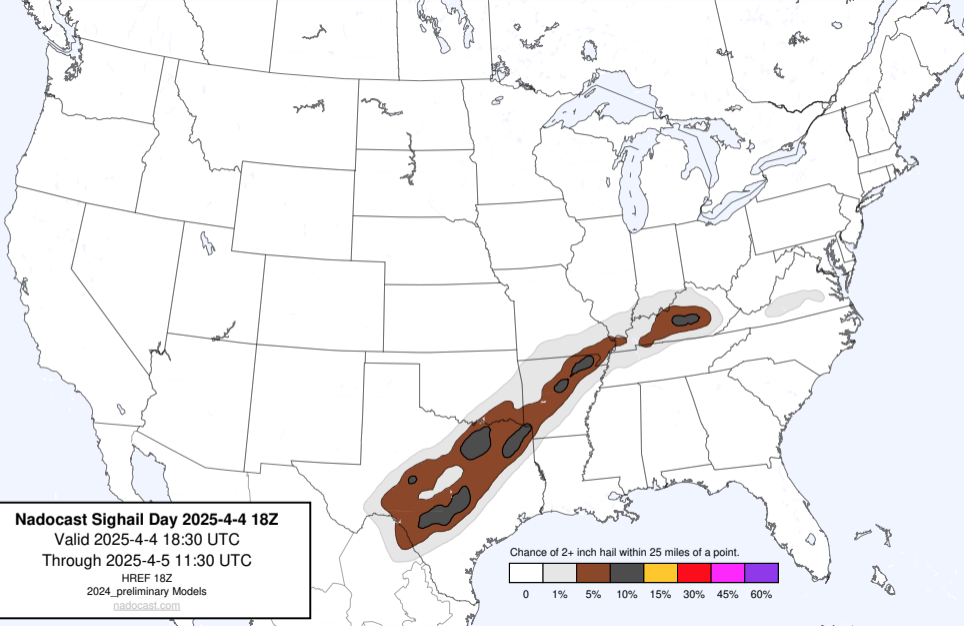 Nadocast Sighail Day 2025-4-4 18Z
Valid 2025-4-4 18:30 UTC
Through 2025-4-5 11:30 UTC
HREF 18Z
2024_preliminary Models
nadocast.com
Chance of 2+ inch hail within 25 miles of a point.
0 1% 5% 10% 15% 30% 45% 60%